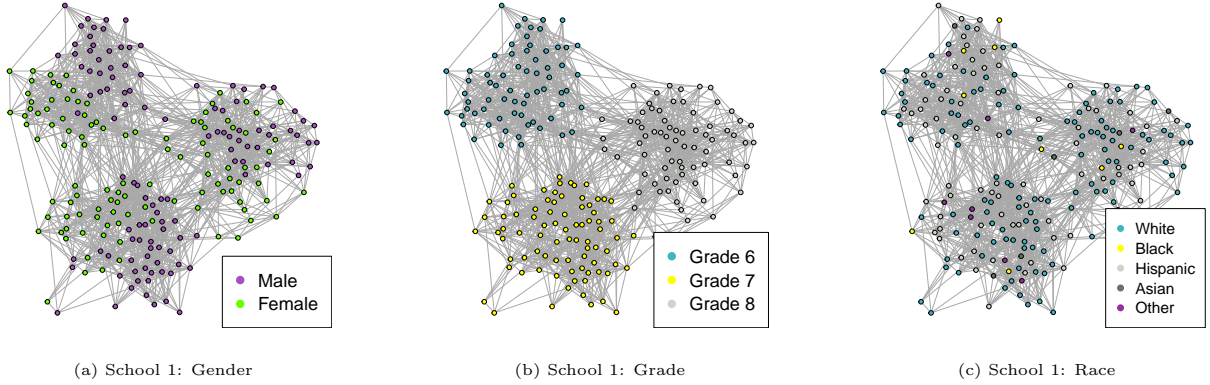 Male
Female
(a) School 1: Gender
Grade 6
Grade 7
Grade 8
(b) School 1: Grade
White
Black
Hispanic
Asian
Other
(c) School 1: Race